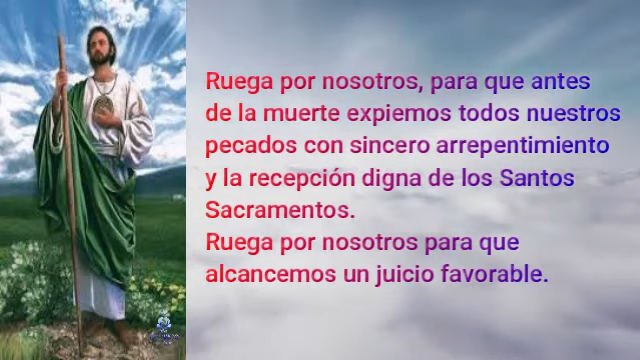 Ruega por nosotros, para que antes
de la muerte expiemos todos nuestros
pecados con sincero arrepentimiento
y la recepción digna de los Santos
Sacramentos.
Ruega por nosotros para que
alcancemos un juicio favorable.